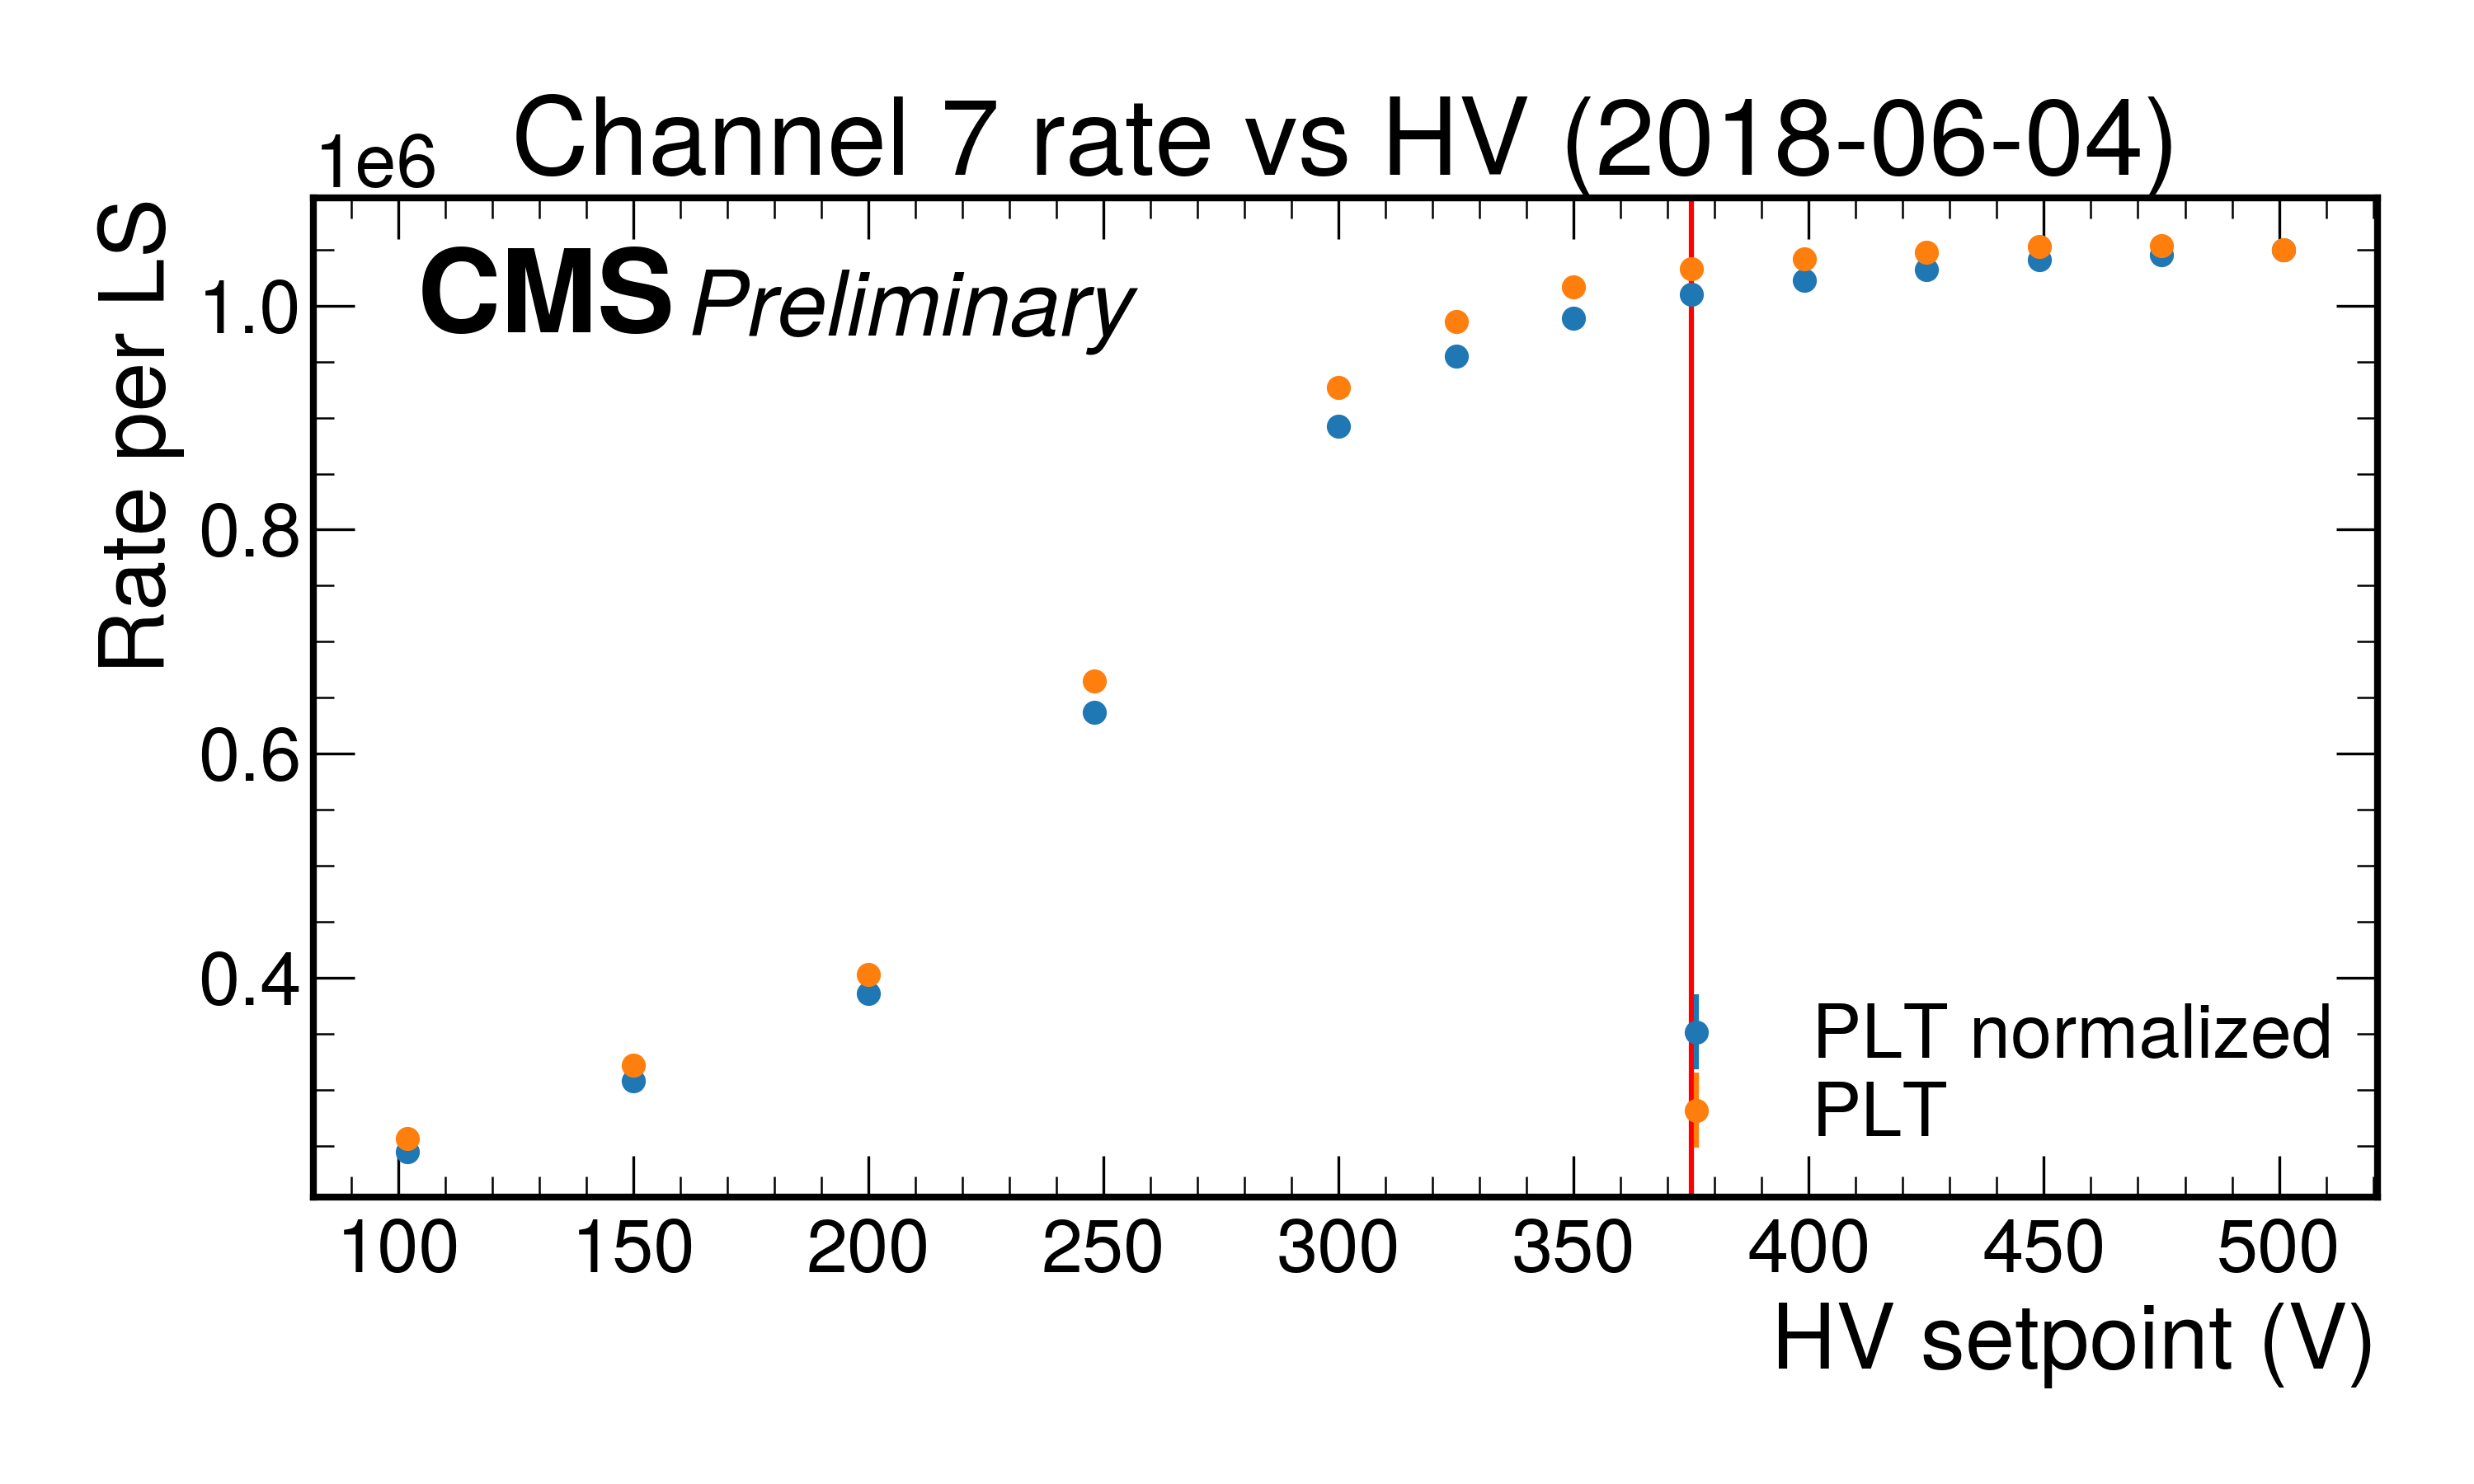 Channel 7 rate vs HV (2018-06-04)
1e6
CMS Preliminary
Rate per LS
1.0
0.8
0.6
0.4
PLT normalized
PLT
100 150 200 250 300 350 400 450 500
HV setpoint (V)